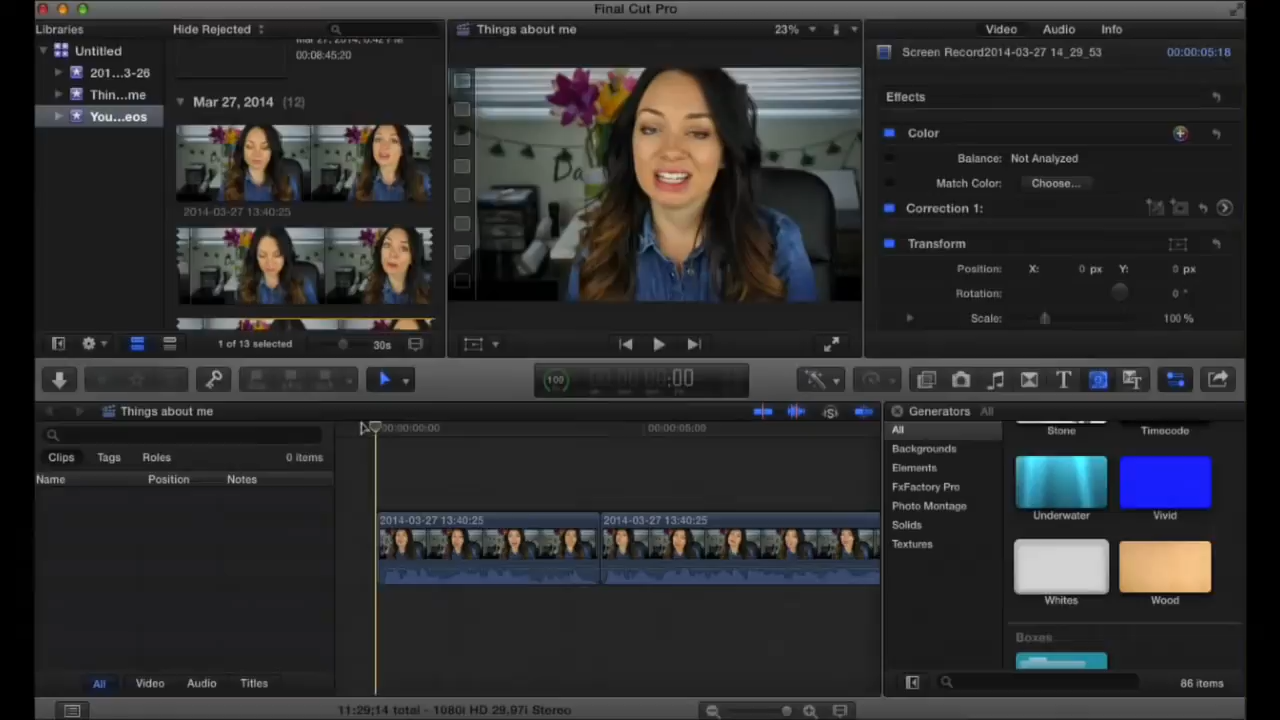 Final Cut Pro
Libraries
Hide Rejected
Things about me
23%
Video
Audio
Info
Untitled
201...3-26
Thin...me
You...eos
00:08:45:20
Mar 27, 2014 (12)
2014-03-27 13:40:25
Screen Record2014-03-27 14_29_53
00:00:05:18
Effects
Color
Balance: Not Analyzed
Match Color: Choose...
Correction 1:
Transform
Position: X: 0 px Y: 0 px
Rotation: 0 °
Scale: 100 %
1 of 13 selected
30s
100
:00
Things about me
Generators All
Clips
Tags
Roles
0 items
Name
Position
Notes
00:00:00:00
00:00:05:00
2014-03-27 13:40:25
2014-03-27 13:40:25
All
Backgrounds
Elements
FxFactory Pro
Photo Montage
Solids
Textures
Stone
Timecode
Underwater
Vivid
Whites
Wood
Boxes
All
Video
Audio
Titles
86 items
11:29;14 total - 1080i HD 29.97i Stereo